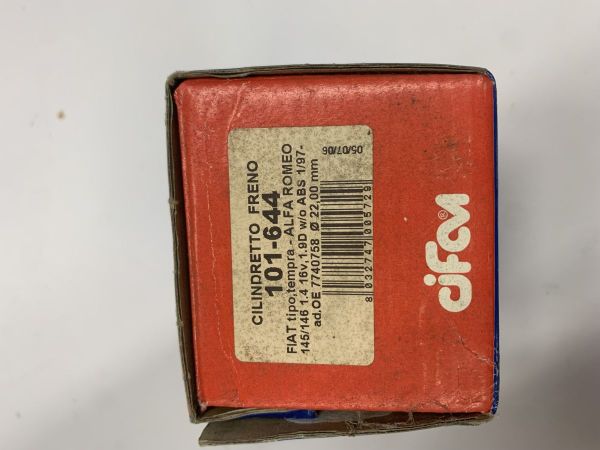 CILINDRETTO FRENO
101-644
FIAT tipo,tempra.- ALFA ROMEO
145/146 1.4 16v,1.9D w/o ABS 1/97-
ad.OE 7740758 Ø 22,00 mm
8 032747 005729
05/07/06
cifam®